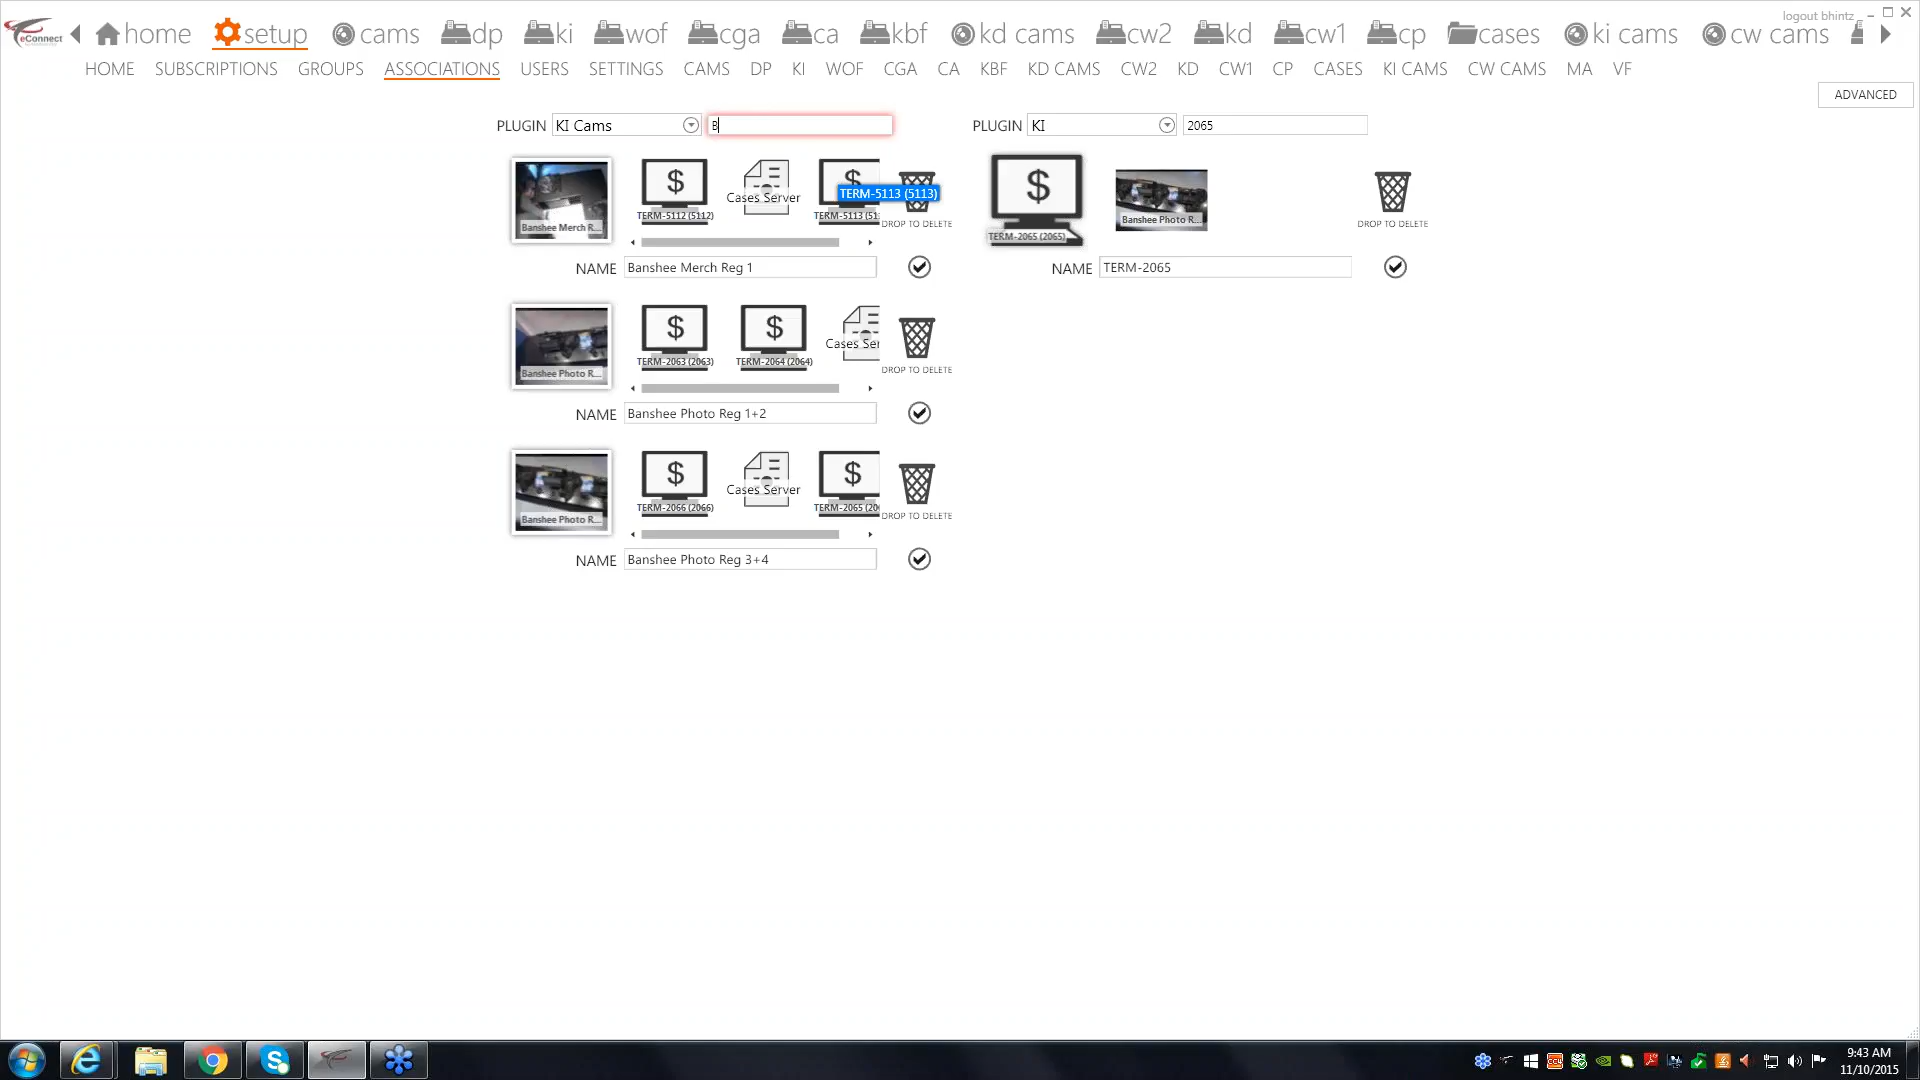 logout bhintz
eConnect
home setup cams dp ki wof cga ca kbf kd cams cw2 kd cw1 cp cases ki cams cw cams
HOME SUBSCRIPTIONS GROUPS ASSOCIATIONS USERS SETTINGS CAMS DP KI WOF CGA CA KBF KD CAMS CW2 KD CW1 CP CASES KI CAMS CW CAMS MA VF
ADVANCED
PLUGIN KI Cams B
PLUGIN KI 2065
Banshee Merch R...
$ TERM-5112 (5112)
Cases Server
$ TERM-5113 (51
TERM-5113 (5113)
DROP TO DELETE
NAME Banshee Merch Reg 1
$ TERM-2065 (2065)
Banshee Photo R...
DROP TO DELETE
NAME TERM-2065
Banshee Photo R...
$ TERM-2063 (2063)
$ TERM-2064 (2064)
Cases Ser
DROP TO DELETE
NAME Banshee Photo Reg 1+2
Banshee Photo R...
$ TERM-2066 (2066)
Cases Server
$ TERM-2065 (20
DROP TO DELETE
NAME Banshee Photo Reg 3+4
9:43 AM
11/10/2015